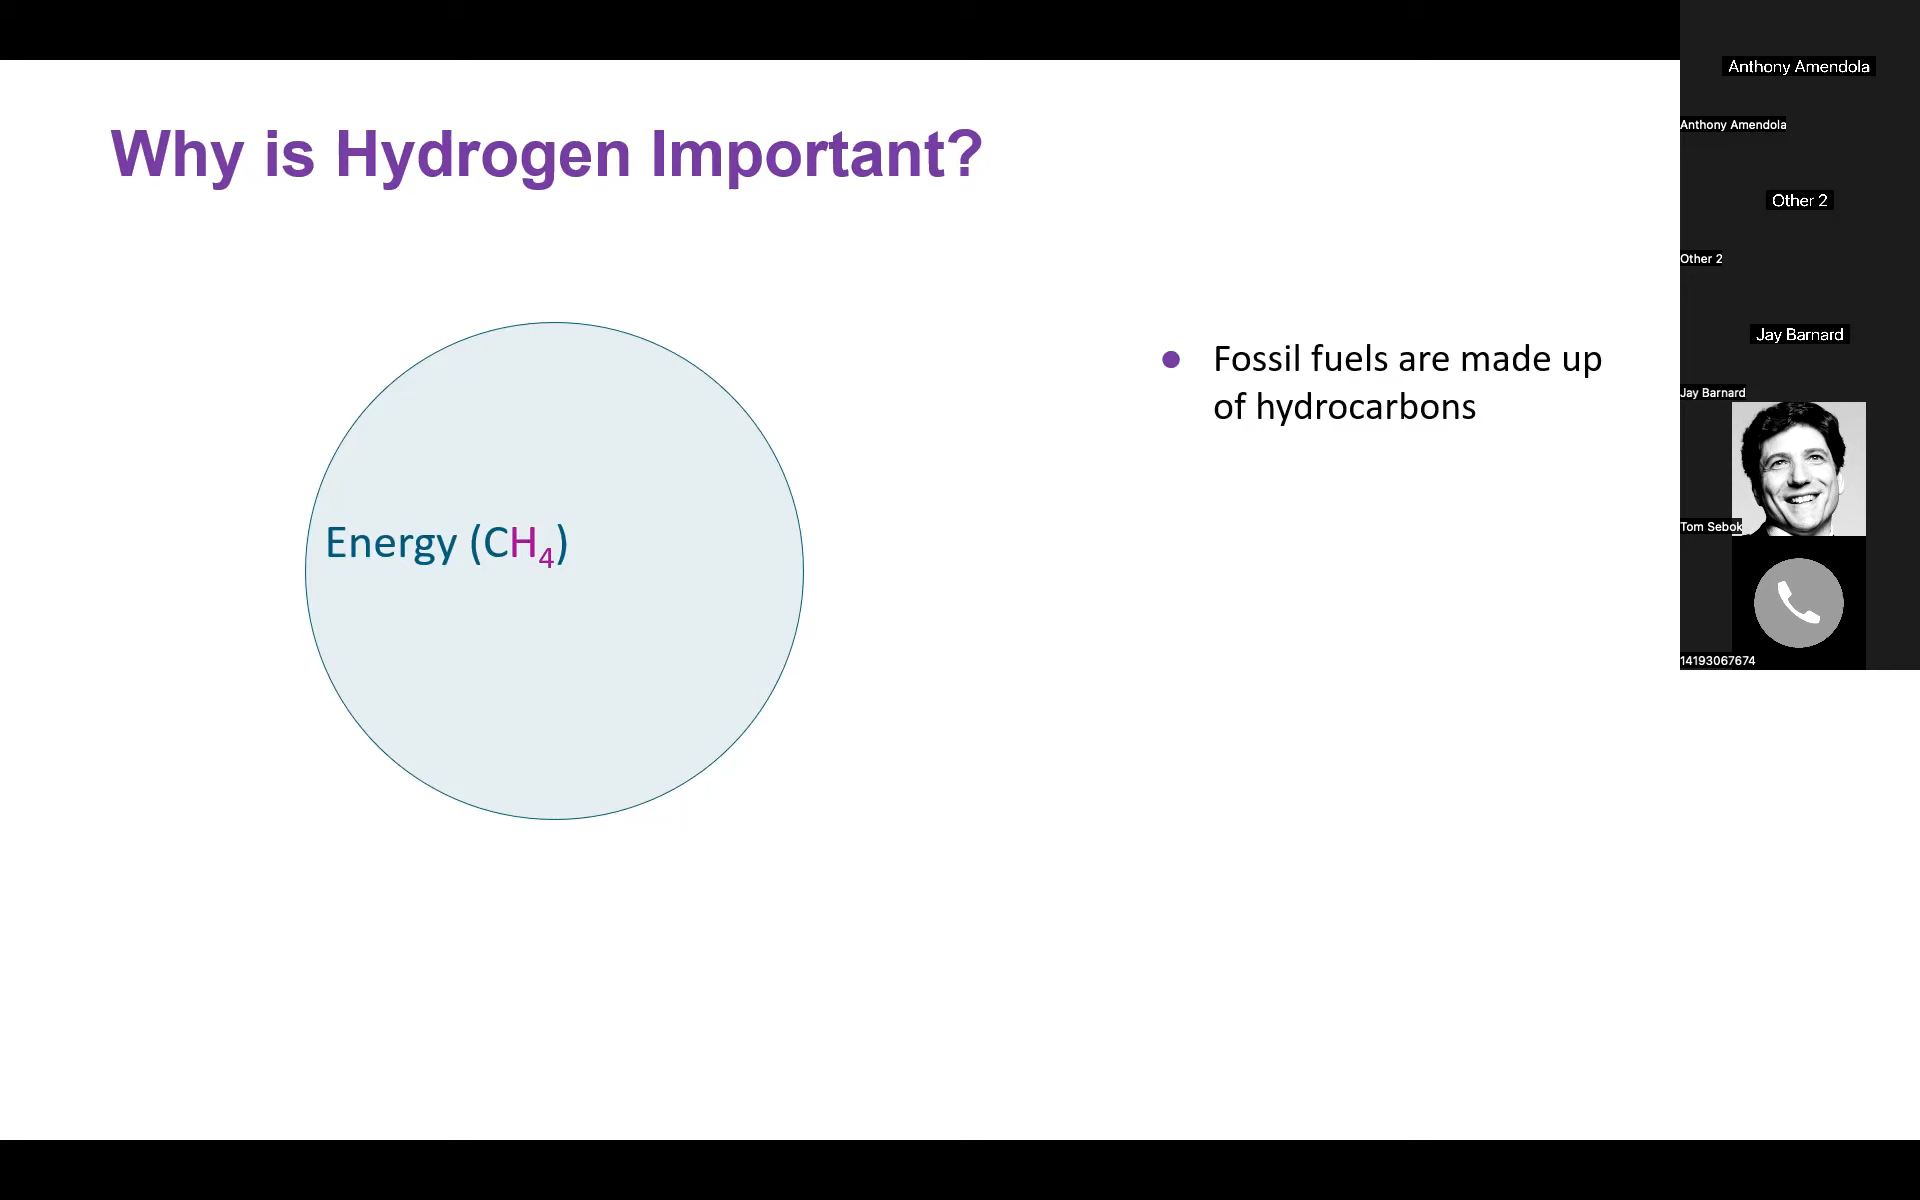 Why is Hydrogen Important?
Energy (CH₄)
● Fossil fuels are made up
of hydrocarbons
Anthony Amendola
Anthony Amendola
Other 2
Other 2
Jay Barnard
Jay Barnard
Tom Sebok
14193067674